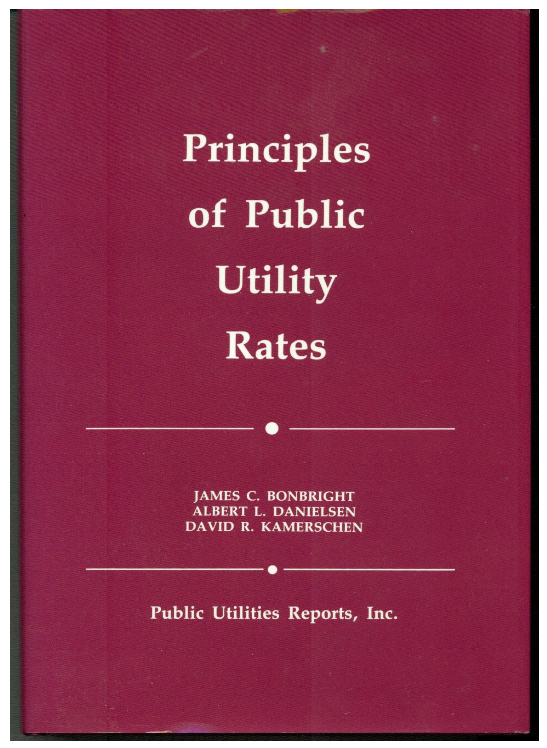 Principles
of Public
Utility
Rates
JAMES C. BONBRIGHT
ALBERT L. DANIELSEN
DAVID R. KAMERSCHEN
Public Utilities Reports, Inc.